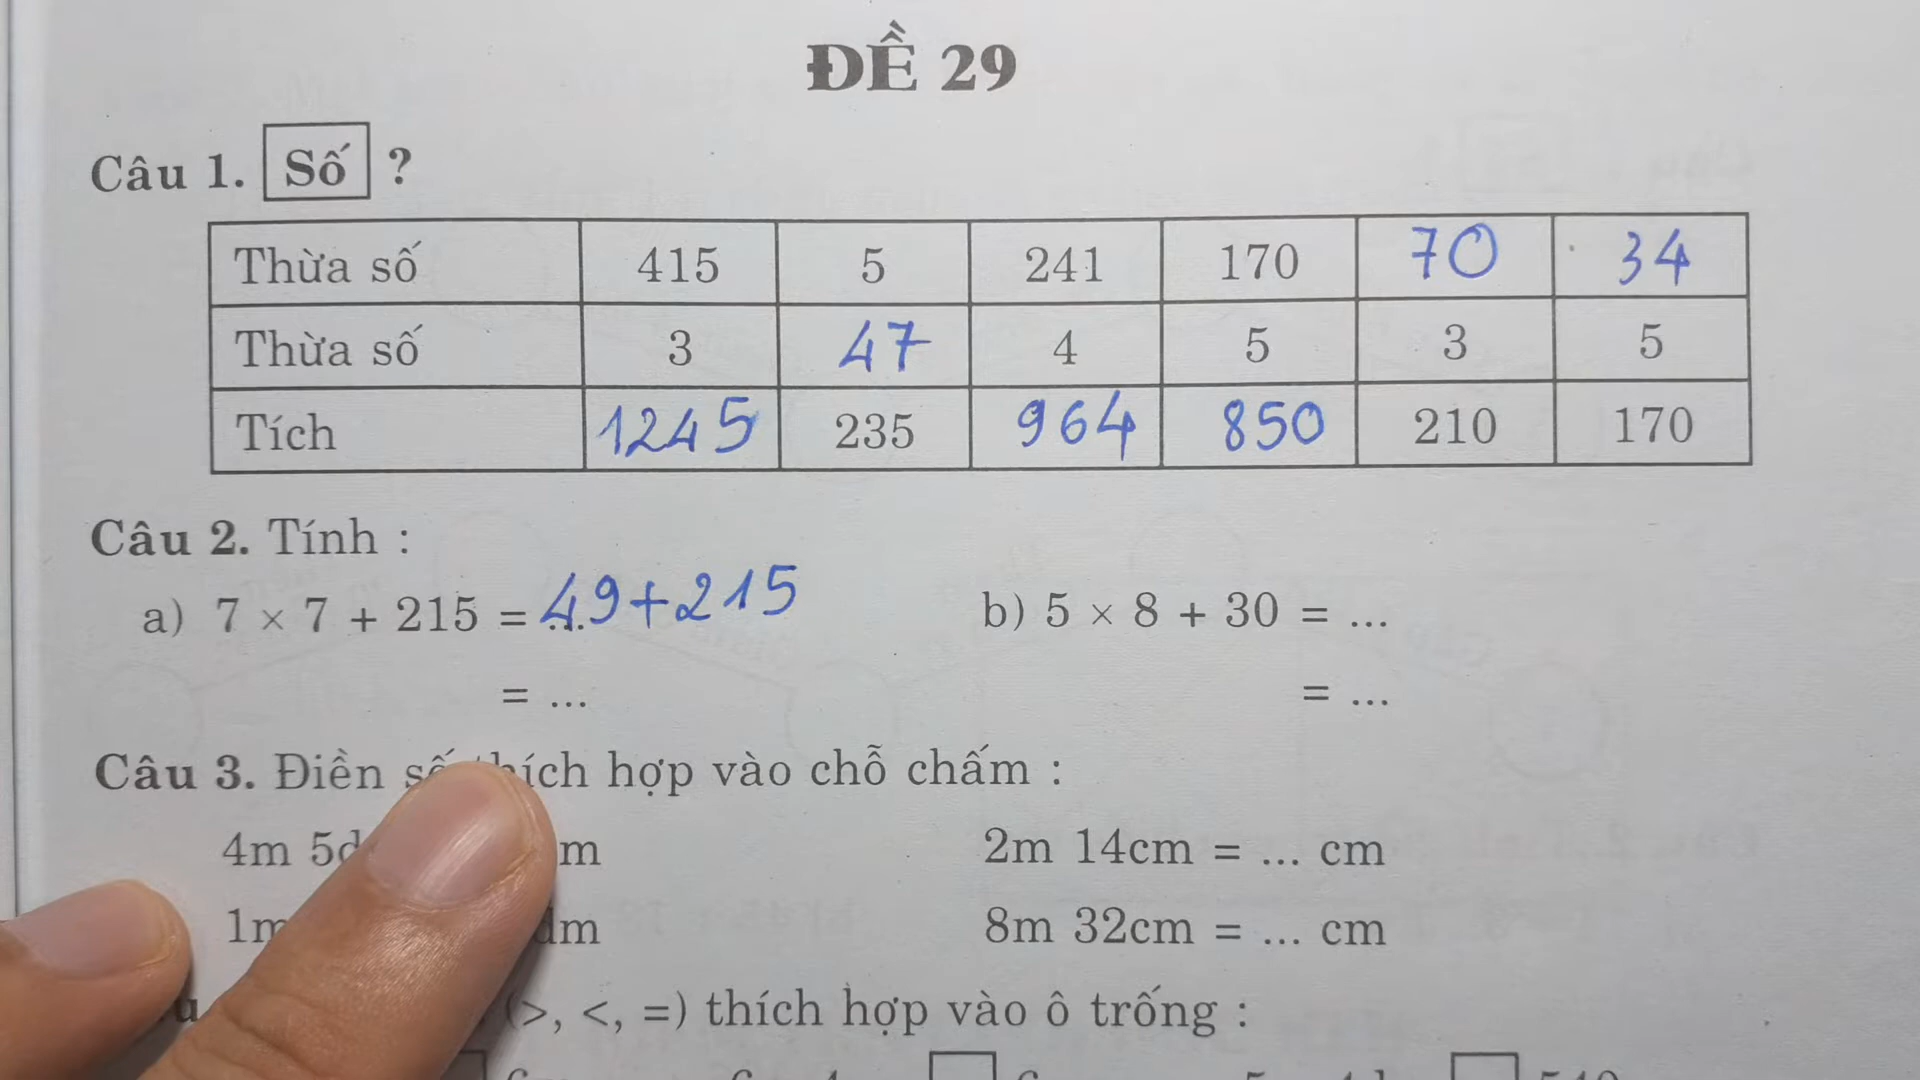 ĐỀ 29
Câu 1. Số ?
Thừa số 415 5 241 170 70 34
Thừa số 3 47 4 5 3 5
Tích 1245 235 964 850 210 170
Câu 2. Tính :
a) 7 × 7 + 215 = 49+215 b) 5 × 8 + 30 = ...
= ... = ...
Câu 3. Điền số thích hợp vào chỗ chấm :
4m m 2m 14cm = ... cm
dm 8m 32cm = ... cm
(>, <, =) thích hợp vào ô trống :